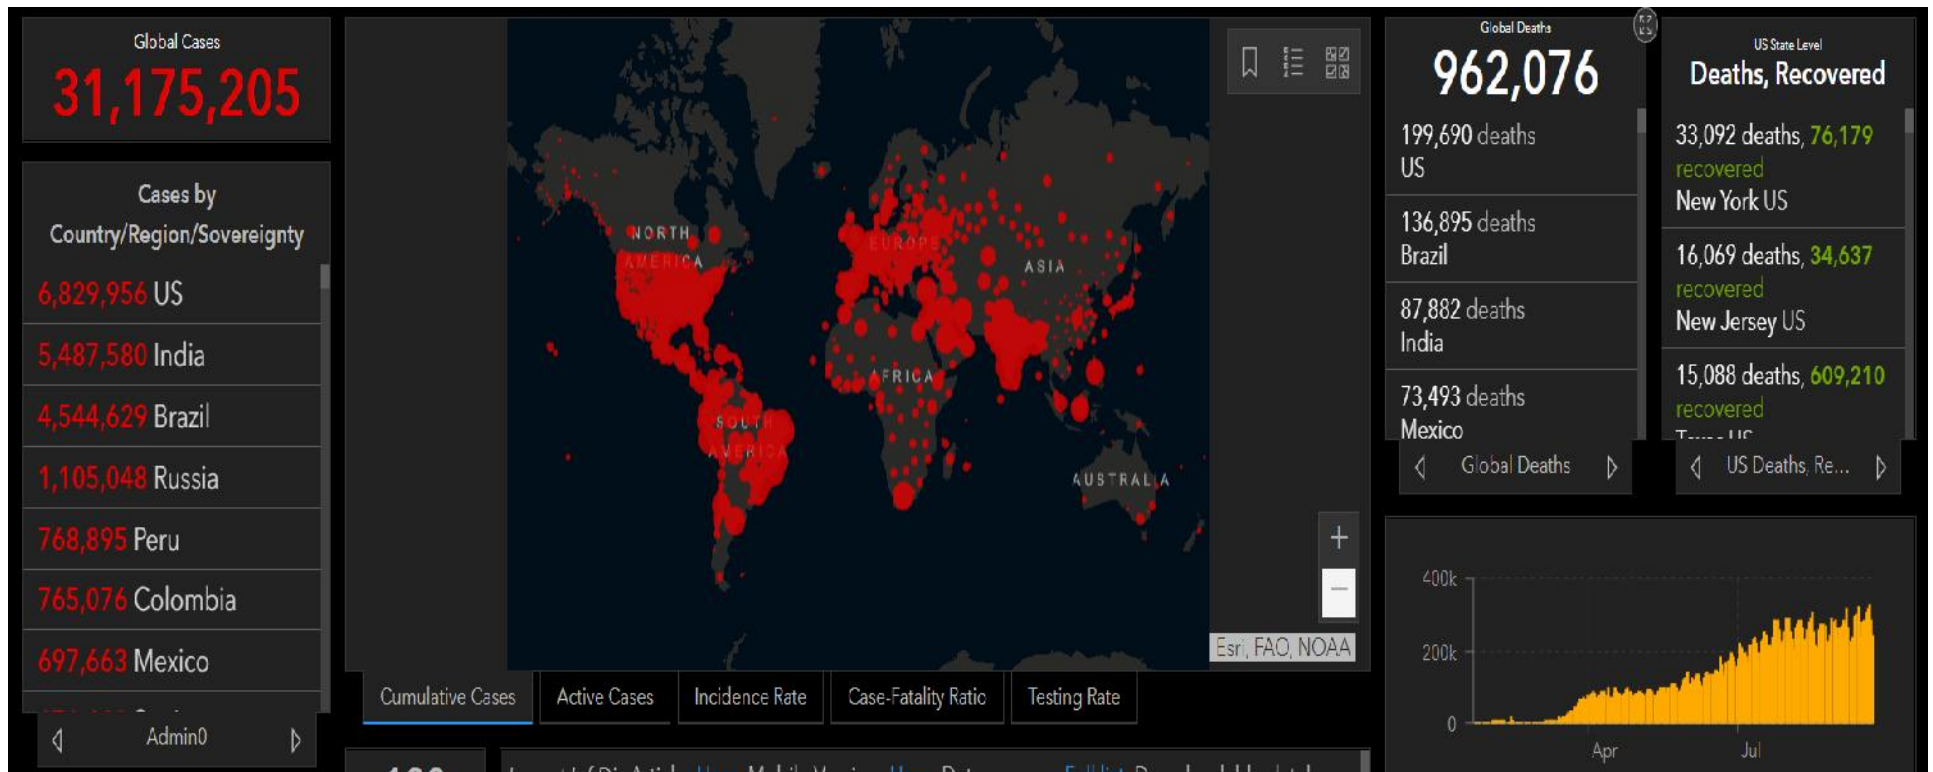 Global Cases
31,175,205
Cases by
Country/Region/Sovereignty
6,829,956 US
5,487,580 India
4,544,629 Brazil
1,105,048 Russia
768,895 Peru
765,076 Colombia
697,663 Mexico
Admin0
NORTH
AMERICA
EUROPE
ASIA
AFRICA
SOUTH
AMERICA
AUSTRALIA
Esri, FAO, NOAA
Cumulative Cases
Active Cases
Incidence Rate
Case-Fatality Ratio
Testing Rate
Global Deaths
962,076
199,690 deaths
US
136,895 deaths
Brazil
87,882 deaths
India
73,493 deaths
Mexico
Global Deaths
US State Level
Deaths, Recovered
33,092 deaths, 76,179
recovered
New York US
16,069 deaths, 34,637
recovered
New Jersey US
15,088 deaths, 609,210
recovered
Texas US
US Deaths, Re...
400k
200k
0
Apr
Jul